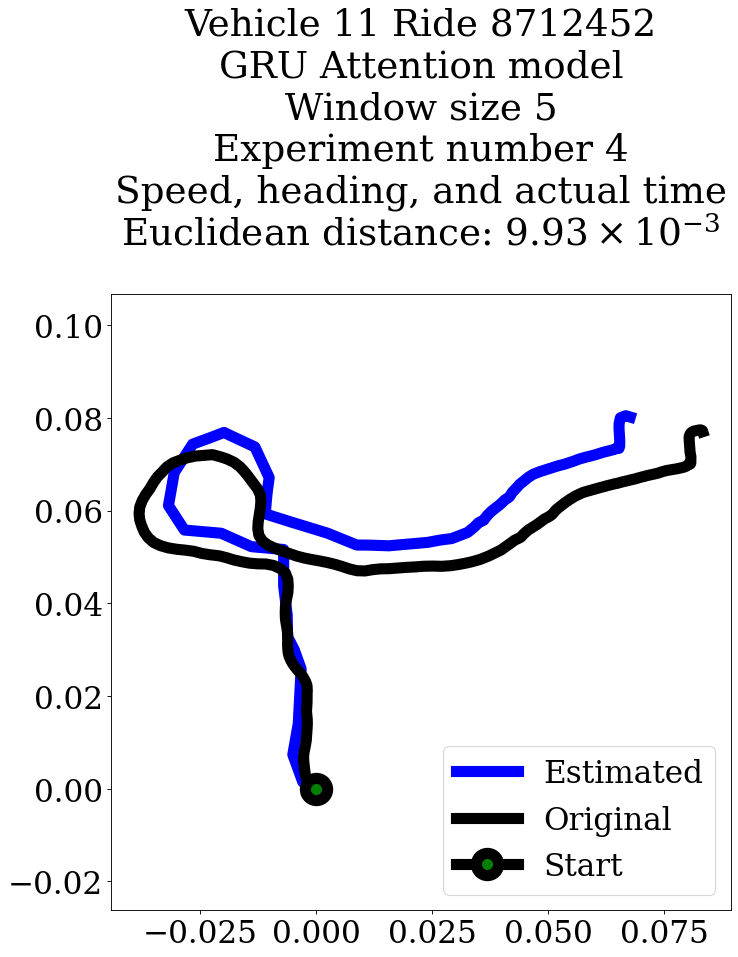 Vehicle 11 Ride 8712452
GRU Attention model
Window size 5
Experiment number 4
Speed, heading, and actual time
Euclidean distance: 9.93 × 10⁻³
0.10
0.08
0.06
0.04
0.02
0.00
−0.02
−0.025 0.000 0.025 0.050 0.075
Estimated
Original
Start